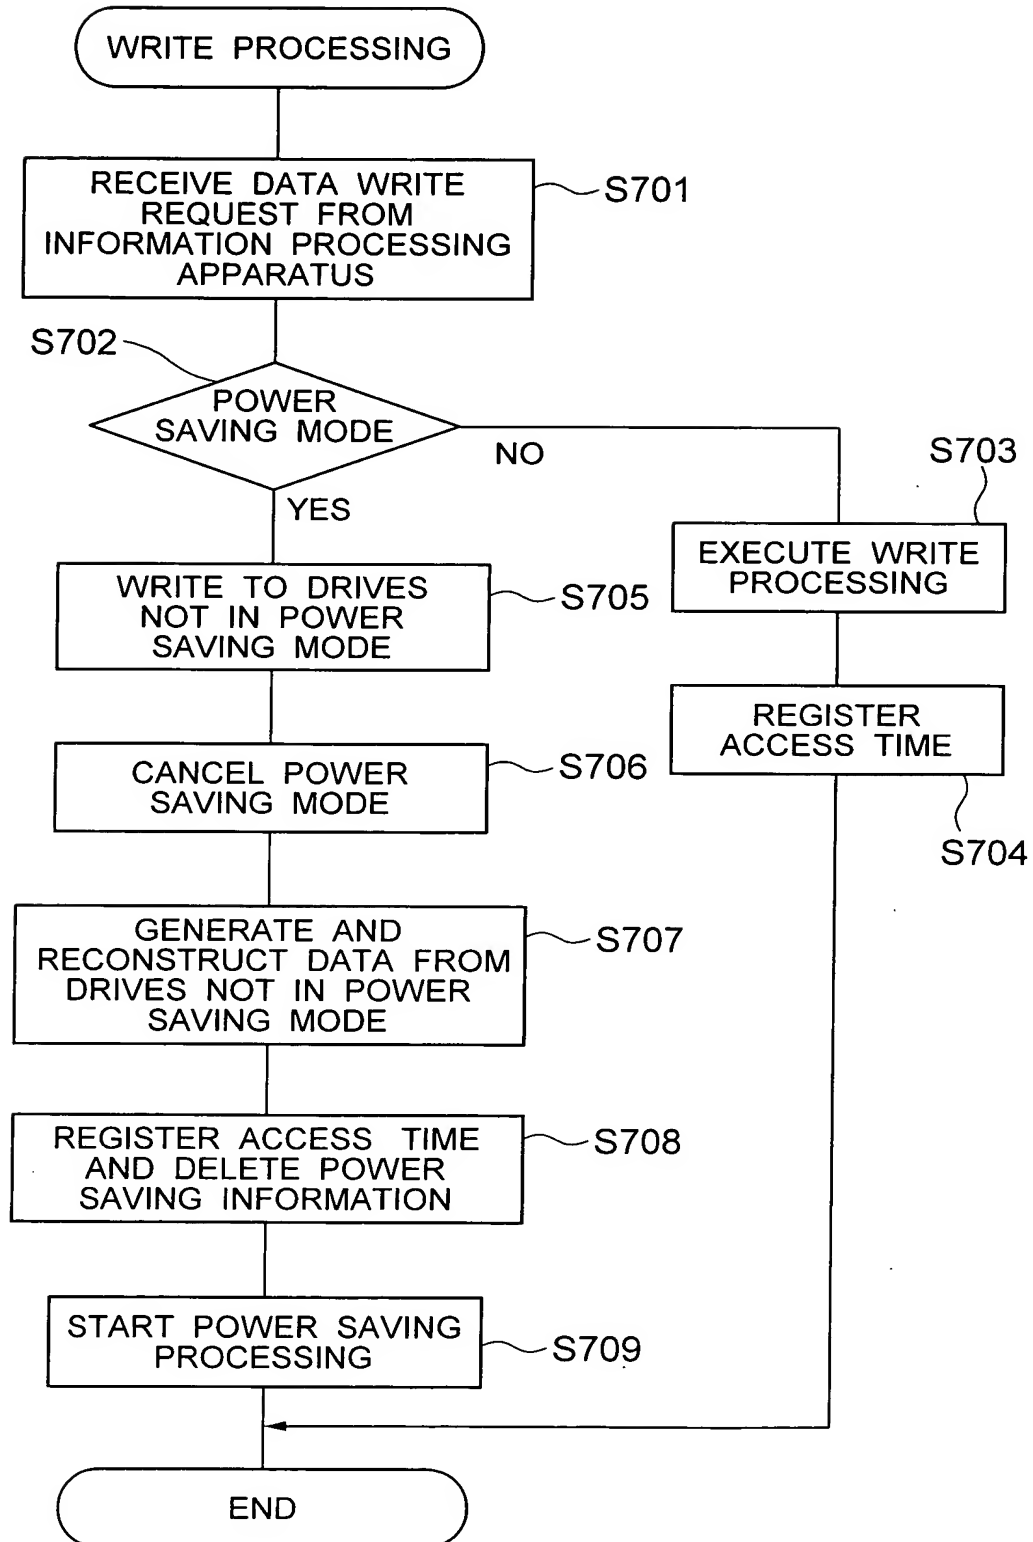 WRITE PROCESSING
RECEIVE DATA WRITE
REQUEST FROM
INFORMATION PROCESSING
APPARATUS
S701
S702
POWER
SAVING MODE
NO
YES
S703
EXECUTE WRITE
PROCESSING
WRITE TO DRIVES
NOT IN POWER
SAVING MODE
S705
REGISTER
ACCESS TIME
S704
CANCEL POWER
SAVING MODE
S706
GENERATE AND
RECONSTRUCT DATA FROM
DRIVES NOT IN POWER
SAVING MODE
S707
REGISTER ACCESS TIME
AND DELETE POWER
SAVING INFORMATION
S708
START POWER SAVING
PROCESSING
S709
END